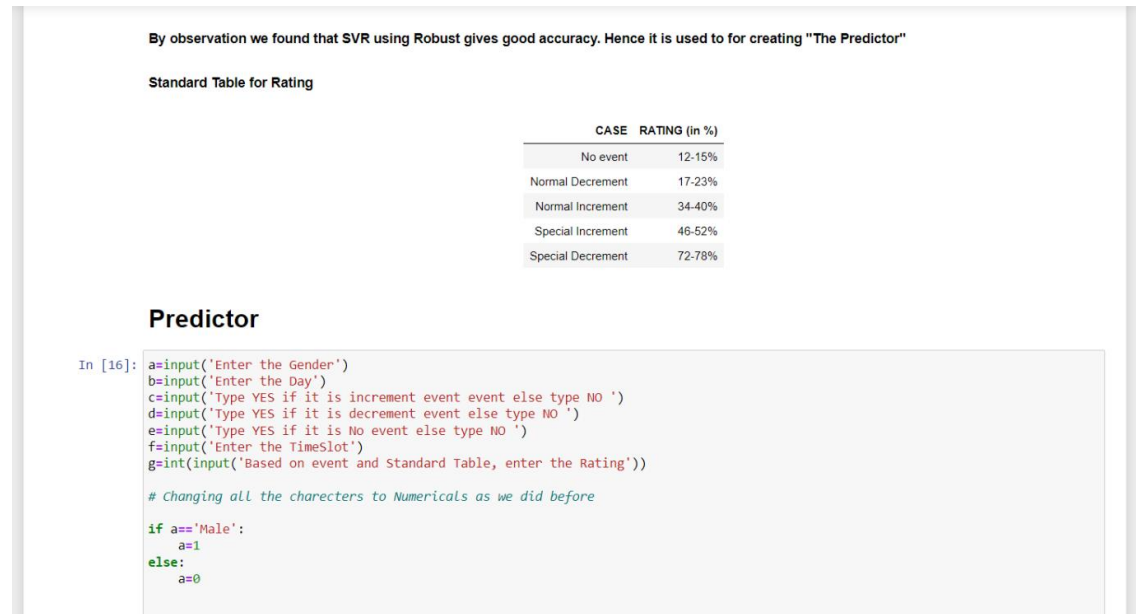 By observation we found that SVR using Robust gives good accuracy. Hence it is used to for creating "The Predictor"
Standard Table for Rating
CASE RATING (in %)
No event 12-15%
Normal Decrement 17-23%
Normal Increment 34-40%
Special Increment 46-52%
Special Decrement 72-78%
Predictor
In [16]: a=input('Enter the Gender')
b=input('Enter the Day')
c=input('Type YES if it is increment event event else type NO ')
d=input('Type YES if it is decrement event else type NO ')
e=input('Type YES if it is No event else type NO ')
f=input('Enter the TimeSlot')
g=int(input('Based on event and Standard Table, enter the Rating'))
# Changing all the charecters to Numericals as we did before
if a=='Male':
    a=1
else:
    a=0